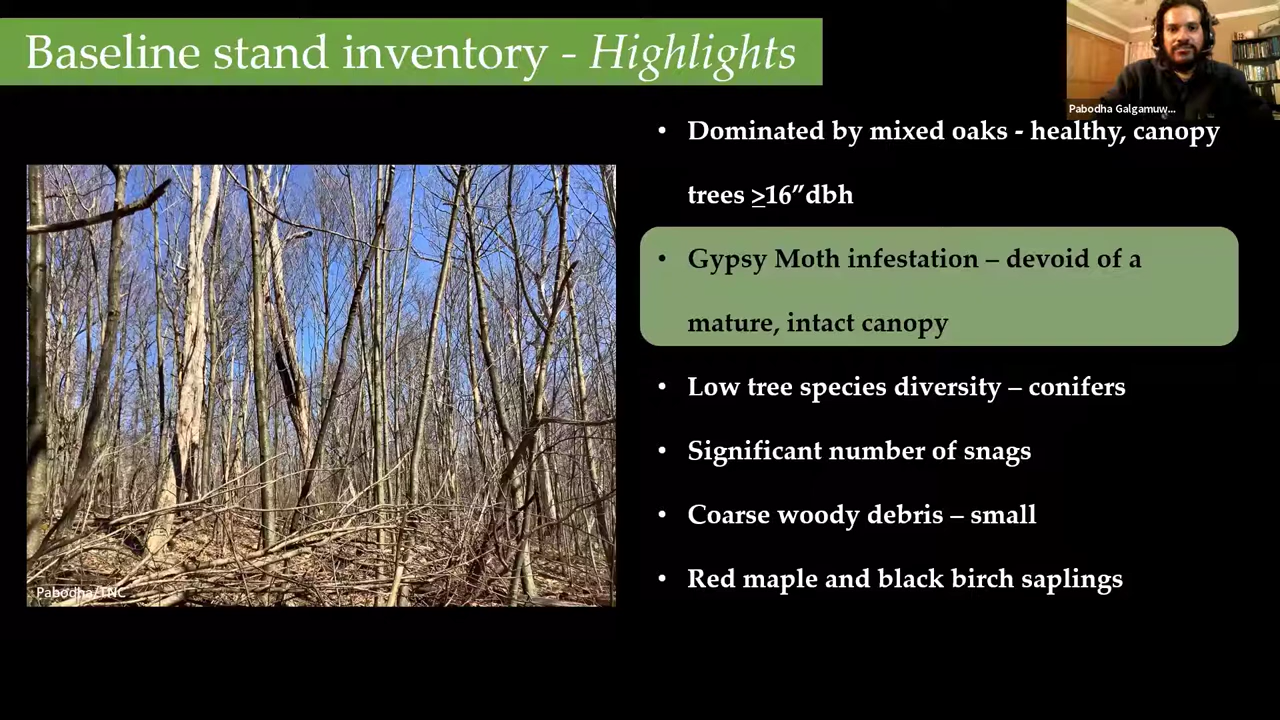 Baseline stand inventory - Highlights
Pabodha Galgamuw...
• Dominated by mixed oaks - healthy, canopy
trees ≥16”dbh
• Gypsy Moth infestation – devoid of a
mature, intact canopy
• Low tree species diversity – conifers
• Significant number of snags
• Coarse woody debris – small
• Red maple and black birch saplings
Pabodha/TNC